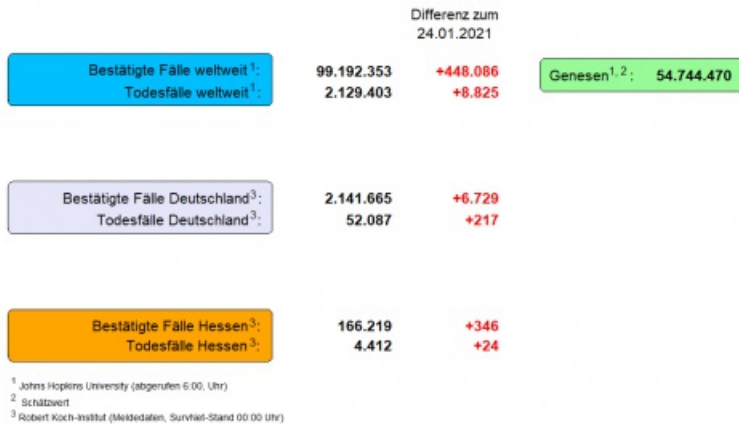 Differenz zum
24.01.2021
Bestätigte Fälle weltweit¹: 99.192.353 +448.086 Genesen¹˒²: 54.744.470
Todesfälle weltweit¹: 2.129.403 +8.825
Bestätigte Fälle Deutschland³: 2.141.665 +6.729
Todesfälle Deutschland³: 52.087 +217
Bestätigte Fälle Hessen³: 166.219 +346
Todesfälle Hessen³: 4.412 +24
¹ Johns Hopkins University (abgerufen 6:00, Uhr)
² Schätzwert
³ Robert Koch-Institut (Meldedaten, SurvNet-Stand 00:00 Uhr)